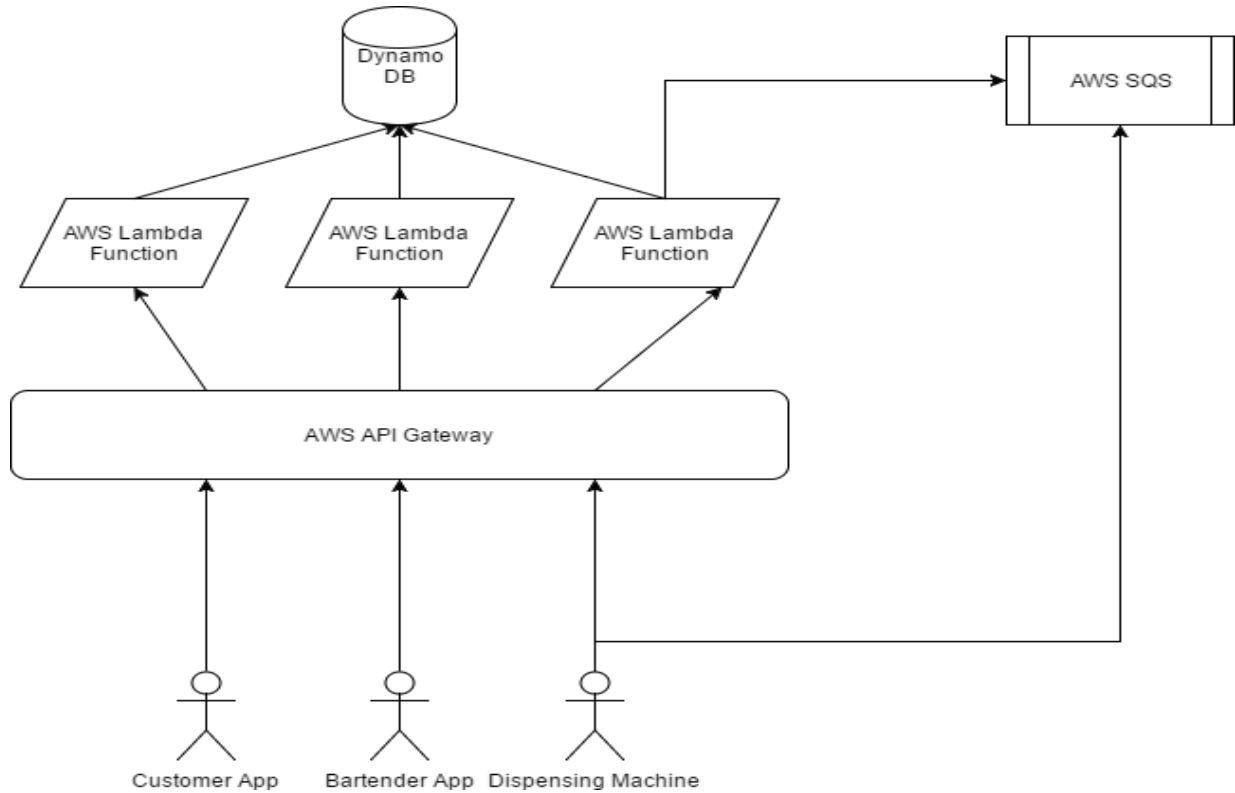 Dynamo
DB
AWS SQS
AWS Lambda
Function
AWS Lambda
Function
AWS Lambda
Function
AWS API Gateway
Customer App
Bartender App
Dispensing Machine